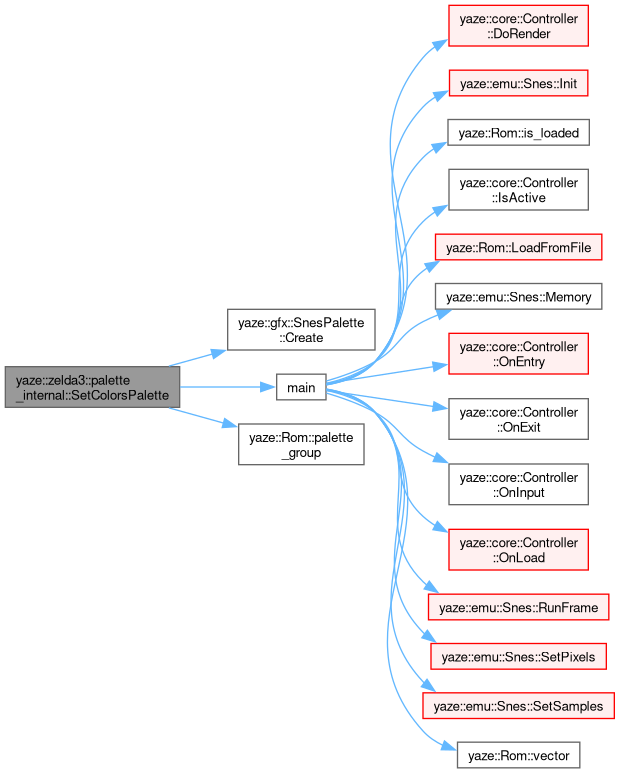 yaze::zelda3::palette
_internal::SetColorsPalette
yaze::gfx::SnesPalette
::Create
main
yaze::Rom::palette
_group
yaze::core::Controller
::DoRender
yaze::emu::Snes::Init
yaze::Rom::is_loaded
yaze::core::Controller
::IsActive
yaze::Rom::LoadFromFile
yaze::emu::Snes::Memory
yaze::core::Controller
::OnEntry
yaze::core::Controller
::OnExit
yaze::core::Controller
::OnInput
yaze::core::Controller
::OnLoad
yaze::emu::Snes::RunFrame
yaze::emu::Snes::SetPixels
yaze::emu::Snes::SetSamples
yaze::Rom::vector